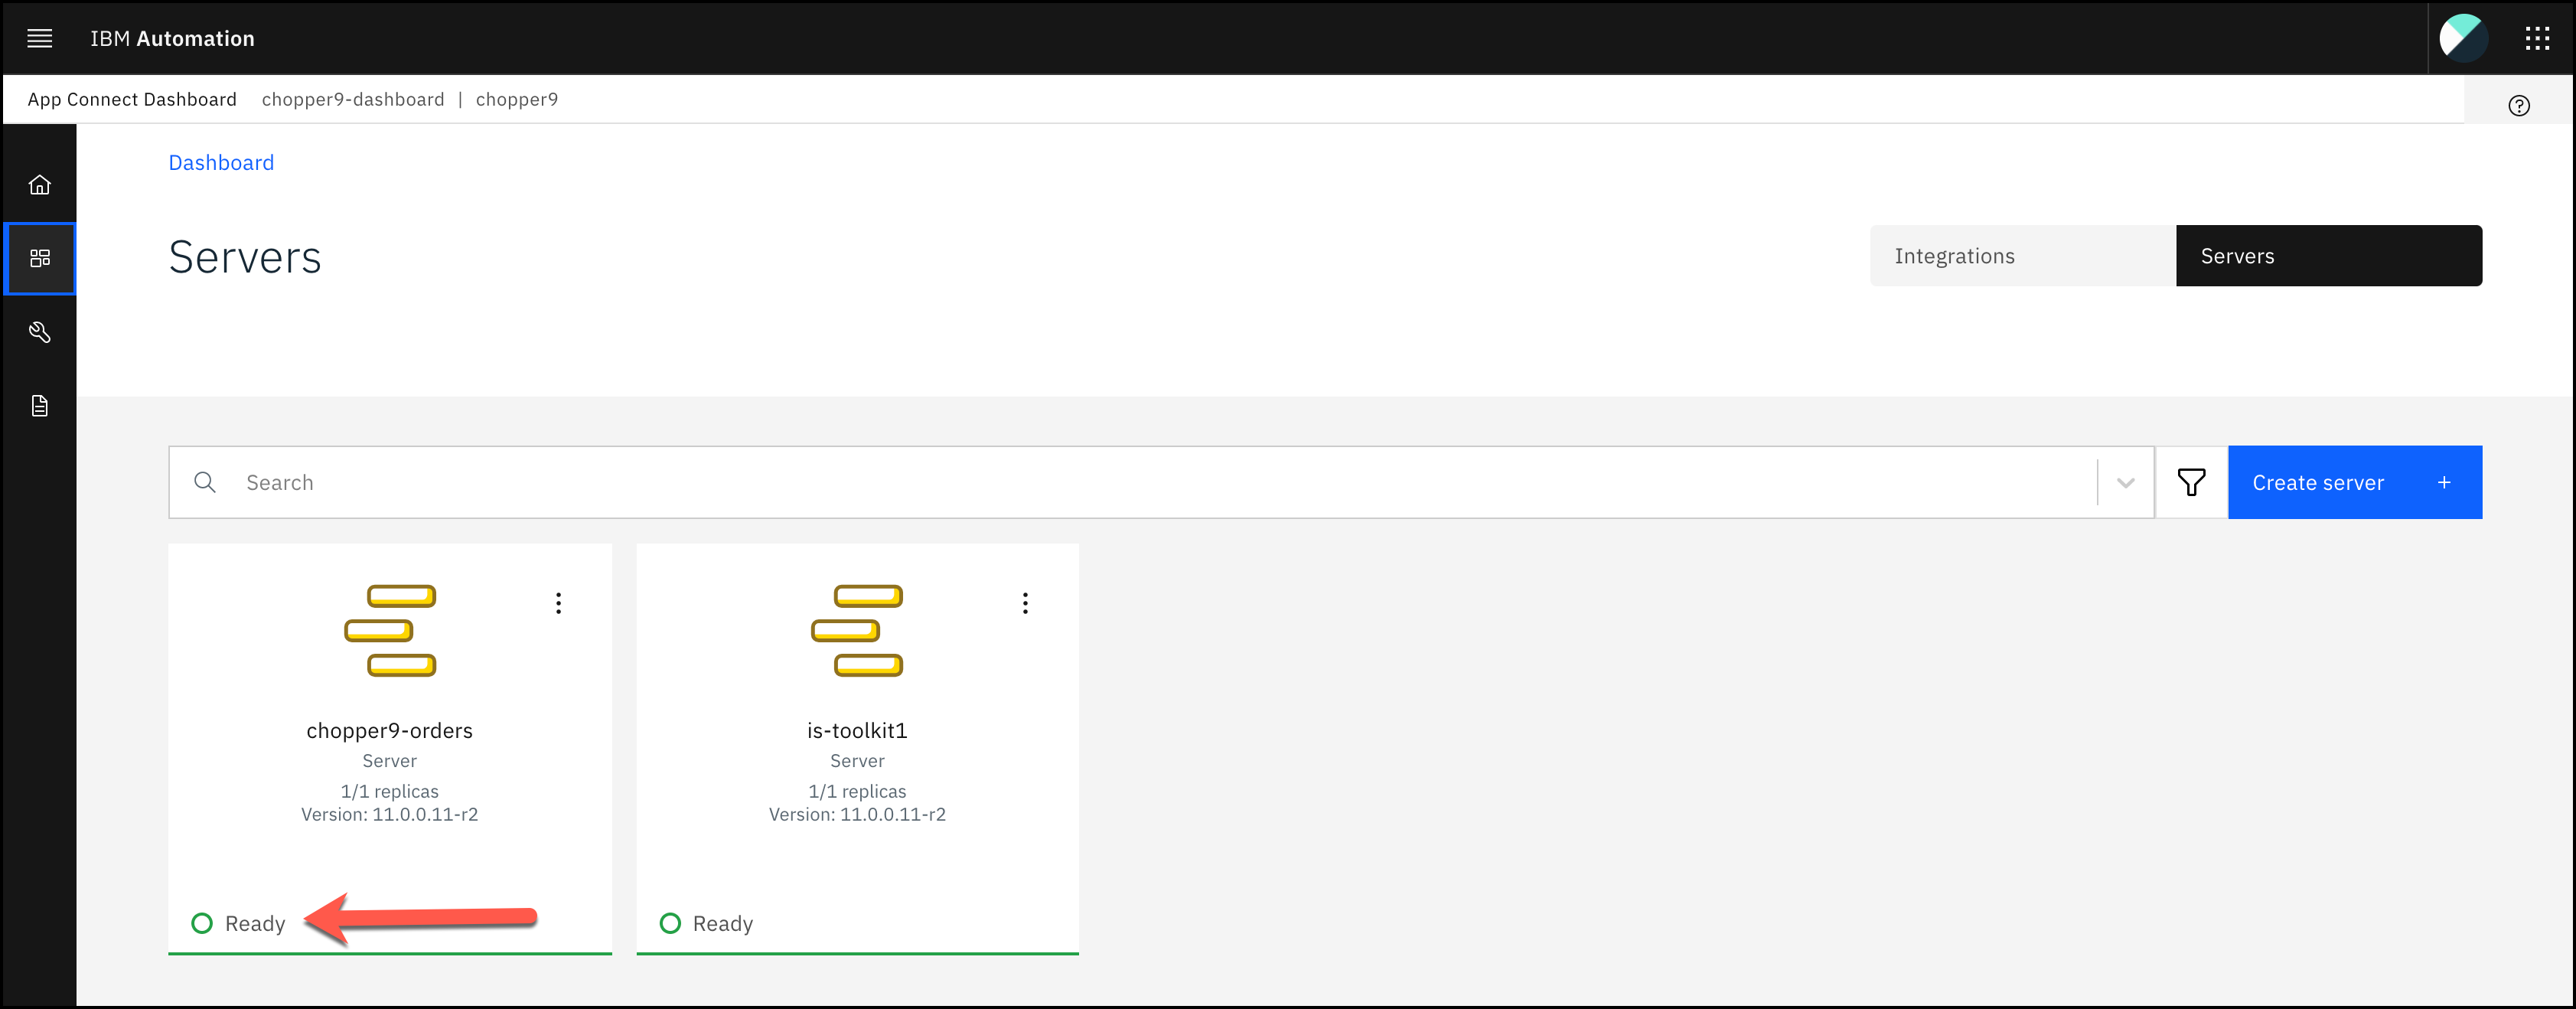 IBM Automation
App Connect Dashboard chopper9-dashboard | chopper9
Dashboard
Servers
Integrations
Servers
Search
Create server +
chopper9-orders
Server
1/1 replicas
Version: 11.0.0.11-r2
Ready
is-toolkit1
Server
1/1 replicas
Version: 11.0.0.11-r2
Ready